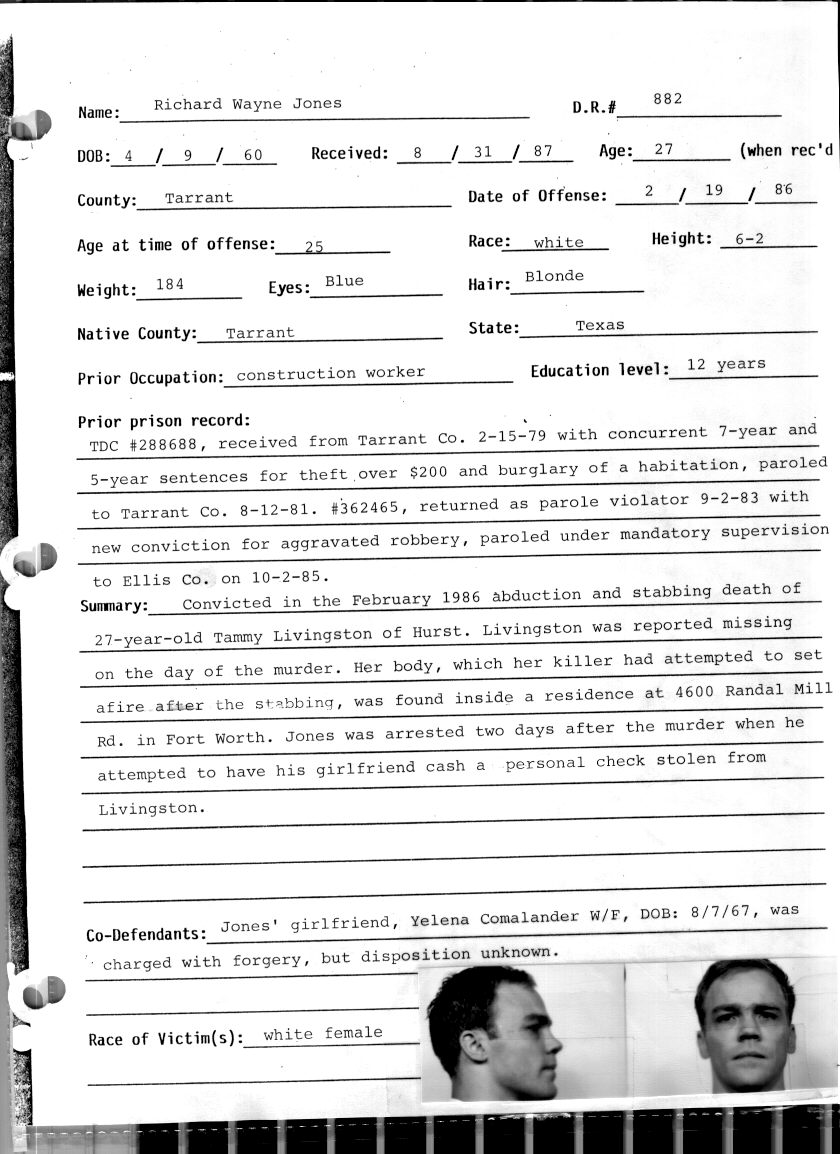 Name: Richard Wayne Jones D.R.# 882
DOB: 4 / 9 / 60 Received: 8 / 31 / 87 Age: 27 (when rec'd
County: Tarrant Date of Offense: 2 / 19 / 86
Age at time of offense: 25 Race: white Height: 6-2
Weight: 184 Eyes: Blue Hair: Blonde
Native County: Tarrant State: Texas
Prior Occupation: construction worker Education level: 12 years
Prior prison record:
TDC #288688, received from Tarrant Co. 2-15-79 with concurrent 7-year and
5-year sentences for theft over $200 and burglary of a habitation, paroled
to Tarrant Co. 8-12-81. #362465, returned as parole violator 9-2-83 with
new conviction for aggravated robbery, paroled under mandatory supervision
to Ellis Co. on 10-2-85.
Summary: Convicted in the February 1986 abduction and stabbing death of
27-year-old Tammy Livingston of Hurst. Livingston was reported missing
on the day of the murder. Her body, which her killer had attempted to set
afire after the stabbing, was found inside a residence at 4600 Randal Mill
Rd. in Fort Worth. Jones was arrested two days after the murder when he
attempted to have his girlfriend cash a personal check stolen from
Livingston.
Co-Defendants: Jones' girlfriend, Yelena Comalander W/F, DOB: 8/7/67, was
charged with forgery, but disposition unknown.
Race of Victim(s): white female